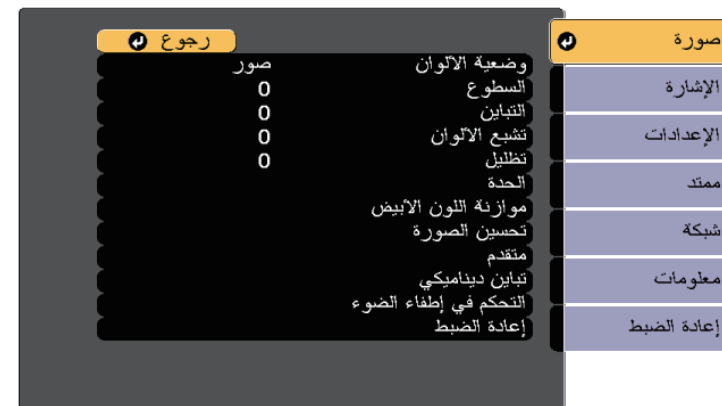 صورة
الإشارة
الإعدادات
ممتد
شبكة
معلومات
إعادة الضبط
رجوع
وضعية الألوان صور
السطوع 0
التباين 0
تشبع الألوان 0
تظليل 0
الحدة
موازنة اللون الأبيض
تحسين الصورة
متقدم
تباين ديناميكي
التحكم في إطفاء الضوء
إعادة الضبط